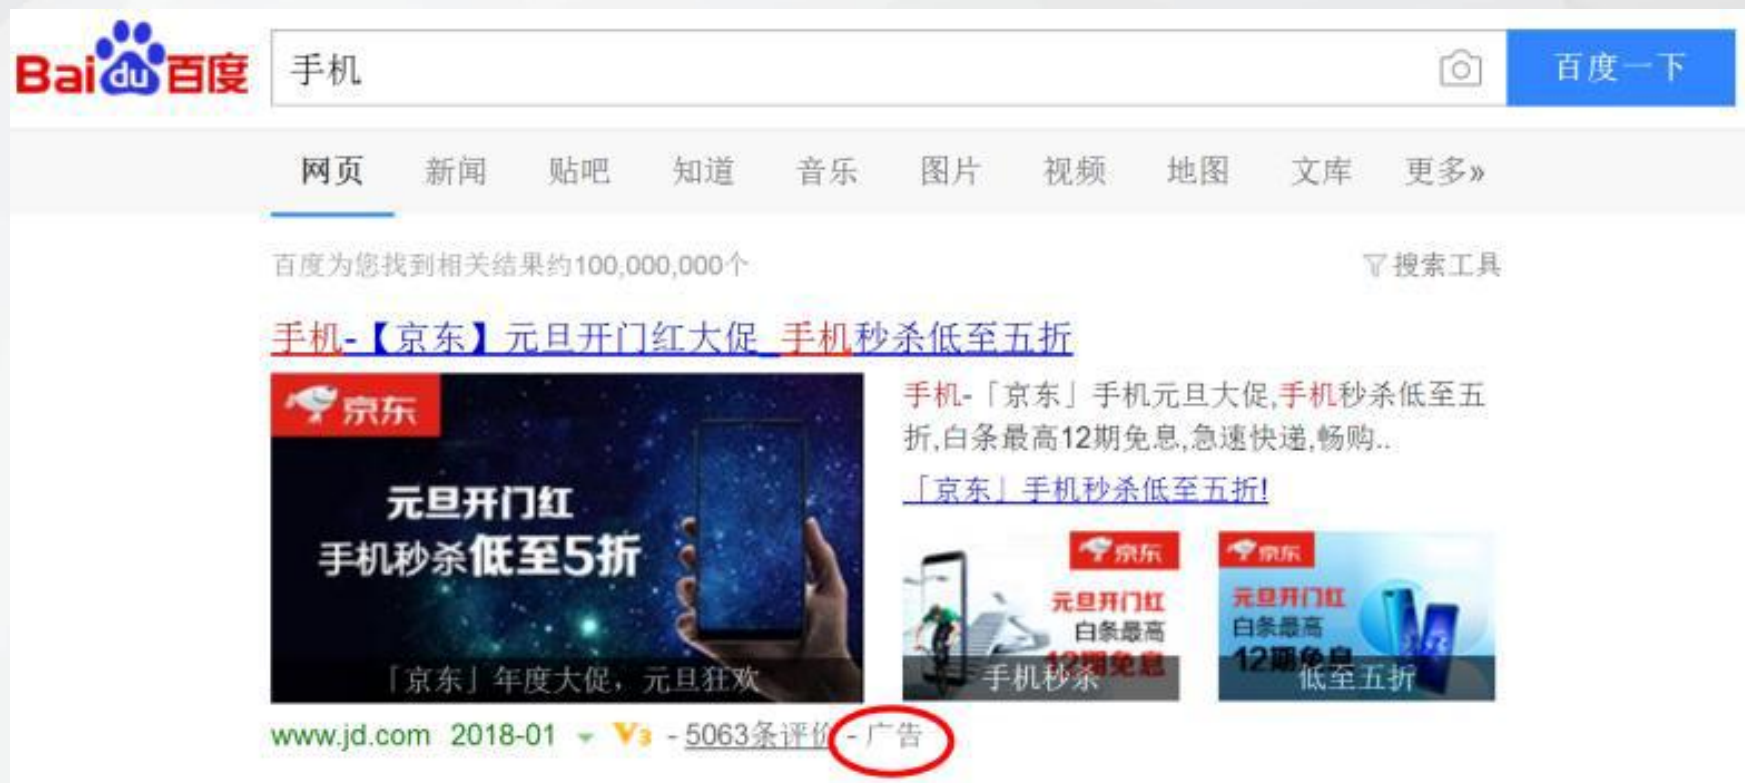 Baidu百度
手机
百度一下
网页 新闻 贴吧 知道 音乐 图片 视频 地图 文库 更多»
百度为您找到相关结果约100,000,000个
搜索工具
手机-【京东】元旦开门红大促_手机秒杀低至五折
京东
元旦开门红
手机秒杀低至5折
「京东」年度大促，元旦狂欢
手机-「京东」手机元旦大促,手机秒杀低至五
折,白条最高12期免息,急速快递,畅购..
「京东」手机秒杀低至五折!
京东
元旦开门红
白条最高
12期免息
手机秒杀
京东
元旦开门红
白条最高
12期免息
低至五折
www.jd.com 2018-01 V3 - 5063条评价 - 广告